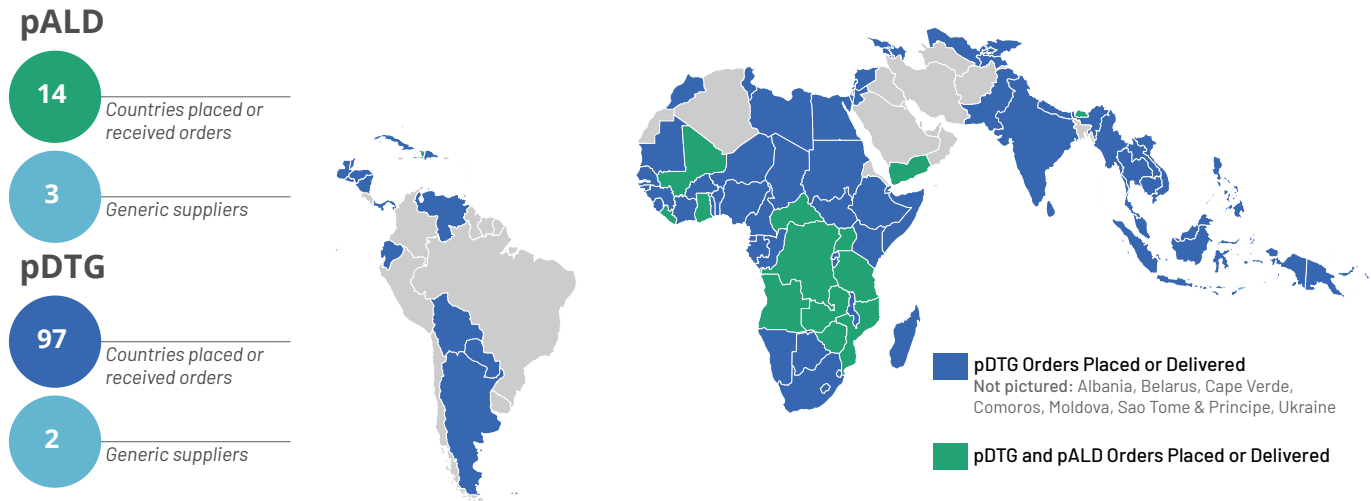 pALD
14
Countries placed or
received orders
3
Generic suppliers
pDTG
97
Countries placed or
received orders
2
Generic suppliers
pDTG Orders Placed or Delivered
Not pictured: Albania, Belarus, Cape Verde,
Comoros, Moldova, Sao Tome & Principe, Ukraine
pDTG and pALD Orders Placed or Delivered